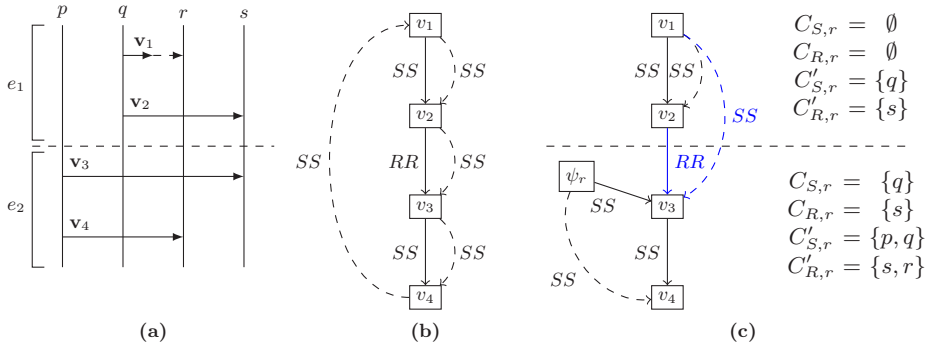 p q r s
e1
v1
v2
e2
v3
v4
(a)
v1
SS SS
v2
RR SS
v3
SS SS
v4
SS
(b)
v1
SS SS
v2
SS
RR
ψr
SS
v3
SS
SS
v4
(c)
CS,r = ∅
CR,r = ∅
C′S,r = {q}
C′R,r = {s}
CS,r = {q}
CR,r = {s}
C′S,r = {p, q}
C′R,r = {s, r}